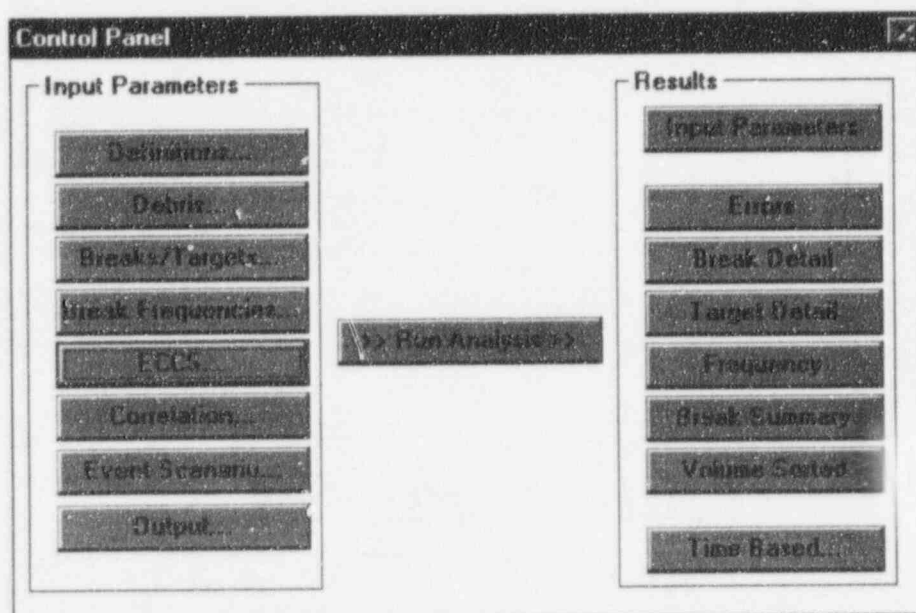 Control Panel
Input Parameters
Definitions...
Debris...
Breaks/Targets...
Break Frequencies...
ECCS...
Correlation...
Event Scenario...
Output...
>> Run Analysis >>
Results
Input Parameters
Errors
Break Detail
Target Detail
Frequency
Break Summary
Volume Sorted
Time Based...